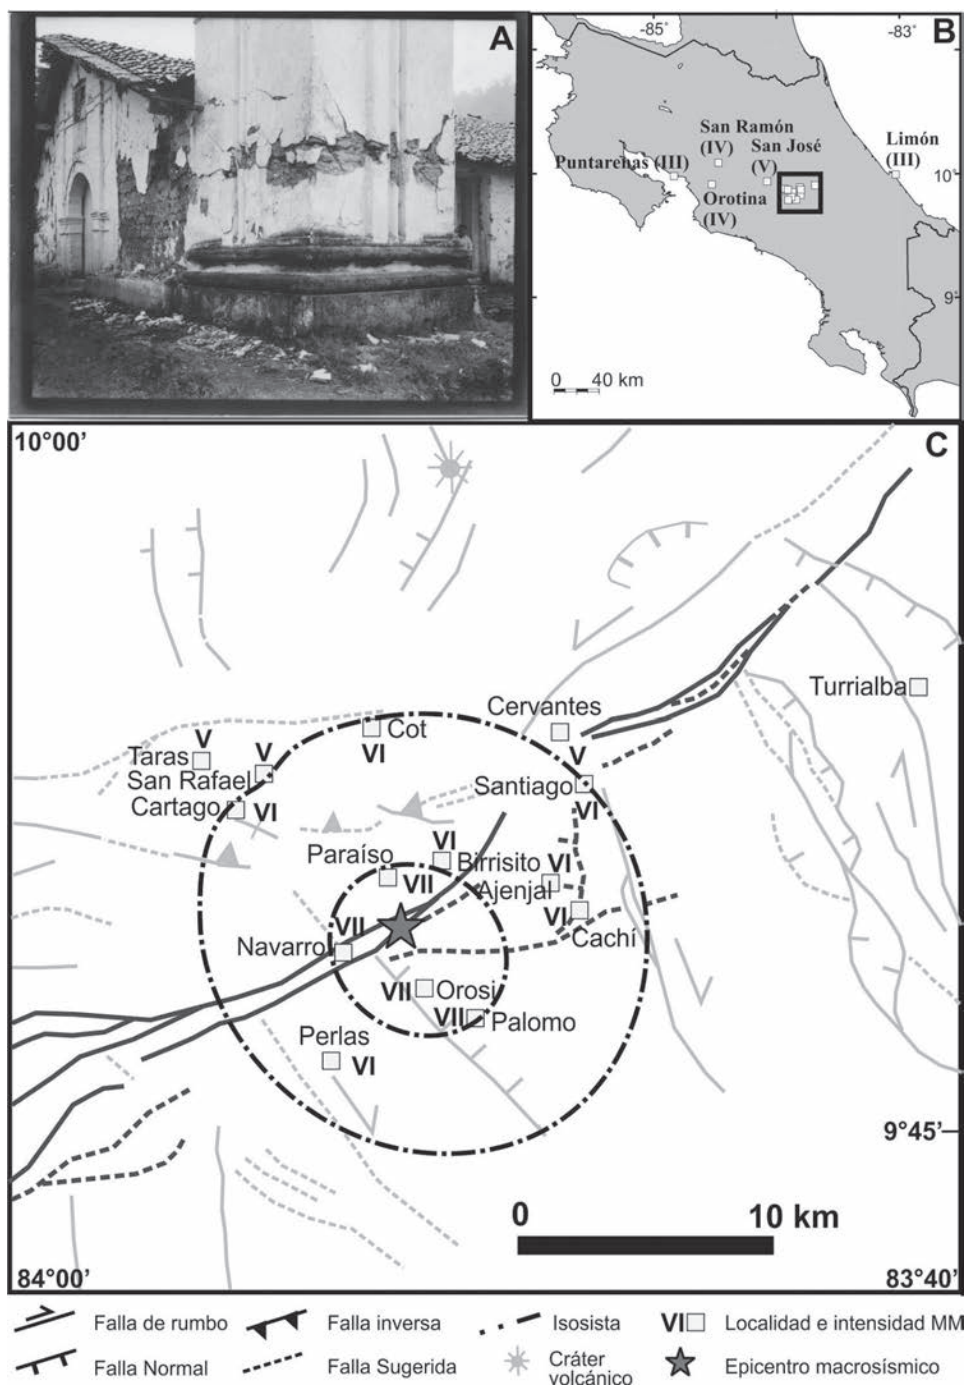 A
B
-85
-83
San Ramón
(IV)
San José
(V)
Limón
(III)
Puntarenas (III)
10°
Orotina
(IV)
9°
0 40 km
10°00'
C
Turrialba
Cervantes
V
Cot
VI
V
Taras
V
San Rafael
Cartago
VI
Santiago
VI
VI
Paraíso
Birrisito
VII
VI
Ajenjal
VII
VI
Cachí
Navarro
VII
Orosi
VII
Palomo
Perlas
VI
9°45'
0 10 km
84°00'
83°40'
Falla de rumbo
Falla inversa
Isosista
VI
Localidad e intensidad MM
Falla Normal
Falla Sugerida
Cráter
volcánico
Epicentro macrosísmico